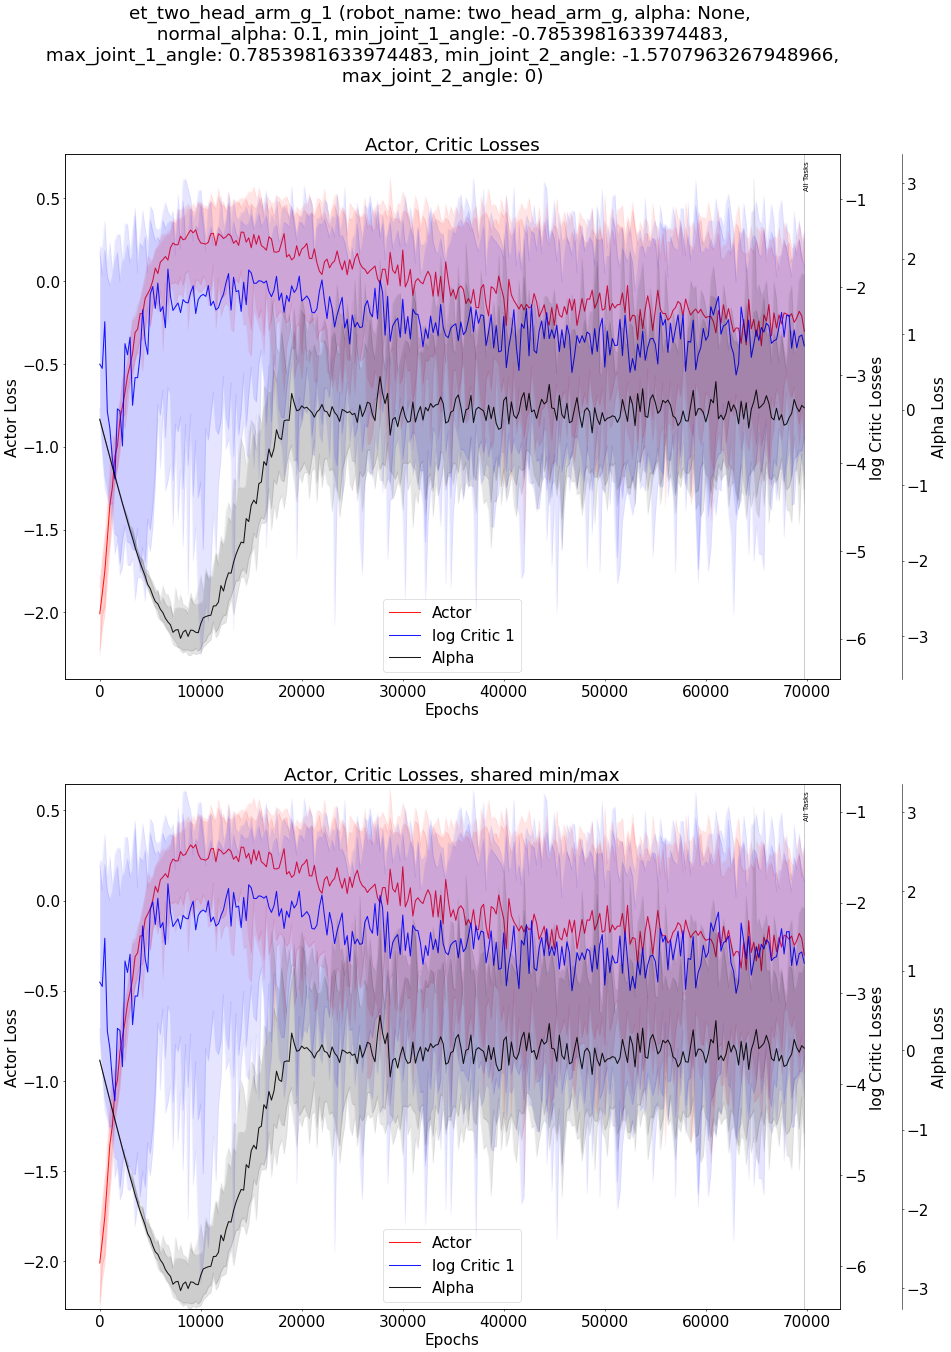 et_two_head_arm_g_1 (robot_name: two_head_arm_g, alpha: None,
normal_alpha: 0.1, min_joint_1_angle: -0.7853981633974483,
max_joint_1_angle: 0.7853981633974483, min_joint_2_angle: -1.5707963267948966,
max_joint_2_angle: 0)
Actor, Critic Losses
0.5
0.0
−0.5
−1.0
−1.5
−2.0
Actor Loss
−1
−2
−3
−4
−5
−6
log Critic Losses
3
2
1
0
−1
−2
−3
Alpha Loss
All Tasks
Actor
log Critic 1
Alpha
0 10000 20000 30000 40000 50000 60000 70000
Epochs
Actor, Critic Losses, shared min/max
0.5
0.0
−0.5
−1.0
−1.5
−2.0
Actor Loss
−1
−2
−3
−4
−5
−6
log Critic Losses
3
2
1
0
−1
−2
−3
Alpha Loss
All Tasks
Actor
log Critic 1
Alpha
0 10000 20000 30000 40000 50000 60000 70000
Epochs